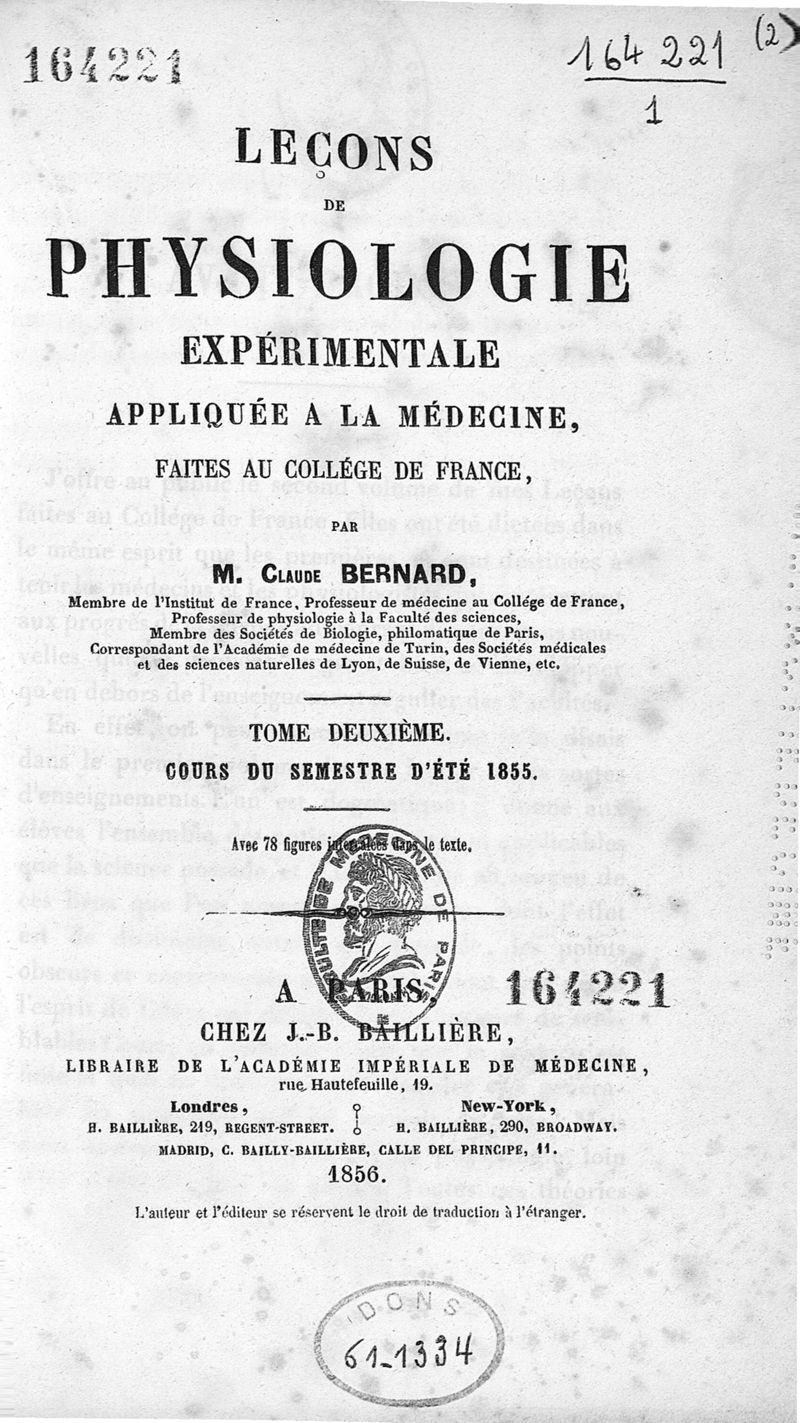 164221
164 221 (2)
1
LEÇONS
DE
PHYSIOLOGIE
EXPÉRIMENTALE
APPLIQUÉE A LA MÉDECINE,
FAITES AU COLLÉGE DE FRANCE,
PAR
M. CLAUDE BERNARD,
Membre de l'Institut de France, Professeur de médecine au Collége de France,
Professeur de physiologie à la Faculté des sciences,
Membre des Sociétés de Biologie, philomatique de Paris,
Correspondant de l'Académie de médecine de Turin, des Sociétés médicales
et des sciences naturelles de Lyon, de Suisse, de Vienne, etc.
TOME DEUXIÈME.
COURS DU SEMESTRE D'ÉTÉ 1855.
Avec 78 figures intercalées dans le texte.
FACULTÉ DE MÉDECINE DE PARIS
A PARIS,
164221
CHEZ J.-B. BAILLIÈRE,
LIBRAIRE DE L'ACADÉMIE IMPÉRIALE DE MÉDECINE,
rue Hautefeuille, 19.
Londres, New-York,
H. BAILLIÈRE, 219, REGENT-STREET. H. BAILLIÈRE, 290, BROADWAY.
MADRID, C. BAILLY-BAILLIÈRE, CALLE DEL PRINCIPE, 11.
1856.
L'auteur et l'éditeur se réservent le droit de traduction à l'étranger.
DONS
61-1334